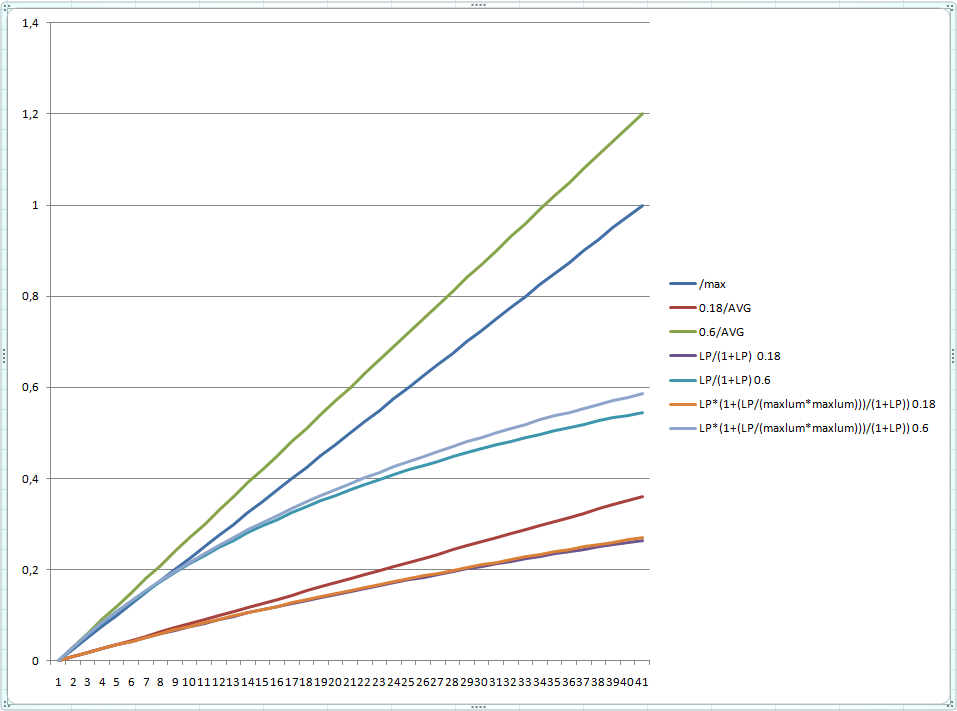 1,4
1,2
1
0,8
0,6
0,4
0,2
0
1 2 3 4 5 6 7 8 9 10 11 12 13 14 15 16 17 18 19 20 21 22 23 24 25 26 27 28 29 30 31 32 33 34 35 36 37 38 39 40 41
/max
0.18/AVG
0.6/AVG
LP/(1+LP)  0.18
LP/(1+LP) 0.6
LP*(1+(LP/(maxlum*maxlum)))/(1+LP)) 0.18
LP*(1+(LP/(maxlum*maxlum)))/(1+LP)) 0.6